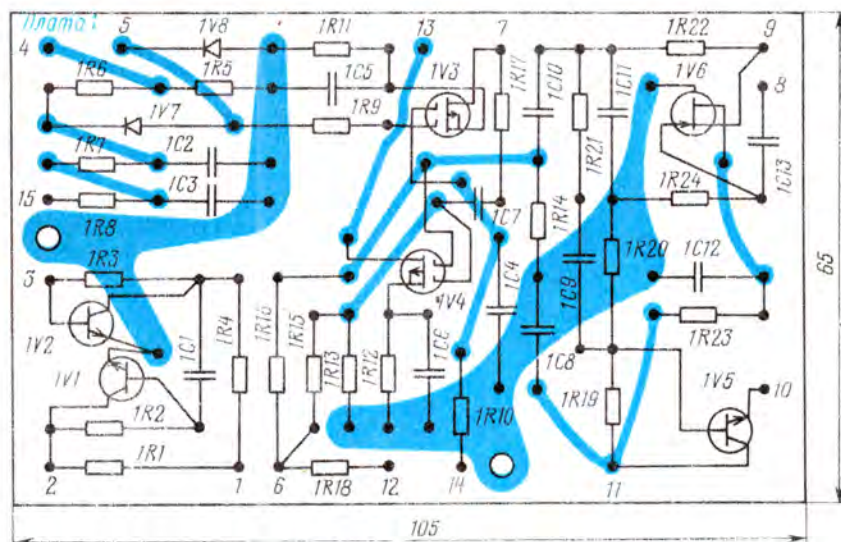 Плата 1
4
5
1V8
1R11
13
7
1R22
9
1R6
1R5
1C5
1V3
1R17
1C10
1C11
1V6
8
1V7
1R9
1R21
1R7
1C2
1C13
15
1C3
1R24
1R8
1C7
1R14
3
1R3
1R20
1C12
65
1V2
1C1
1R4
1R16
1R15
1V4
1C4
1C9
1R23
1R13
1R12
1C6
1C8
1V1
1V5
1R2
1R10
1R19
10
1R1
2
1
6
1R18
12
14
11
105